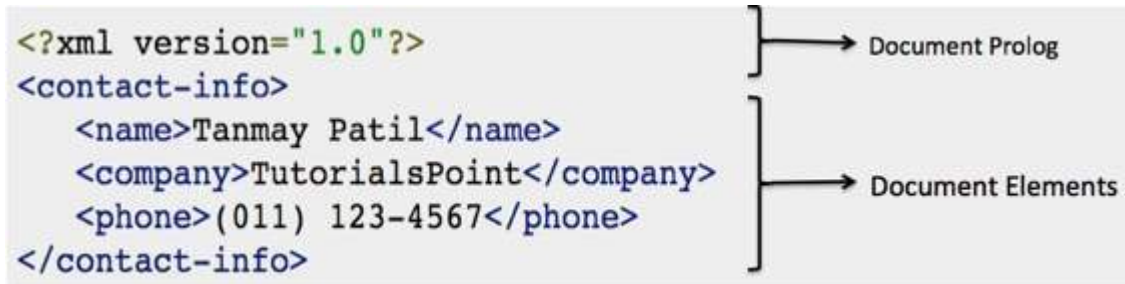 <?xml version="1.0"?>
Document Prolog
<contact-info>
<name>Tanmay Patil</name>
<company>TutorialsPoint</company>
<phone>(011) 123-4567</phone>
</contact-info>
Document Elements